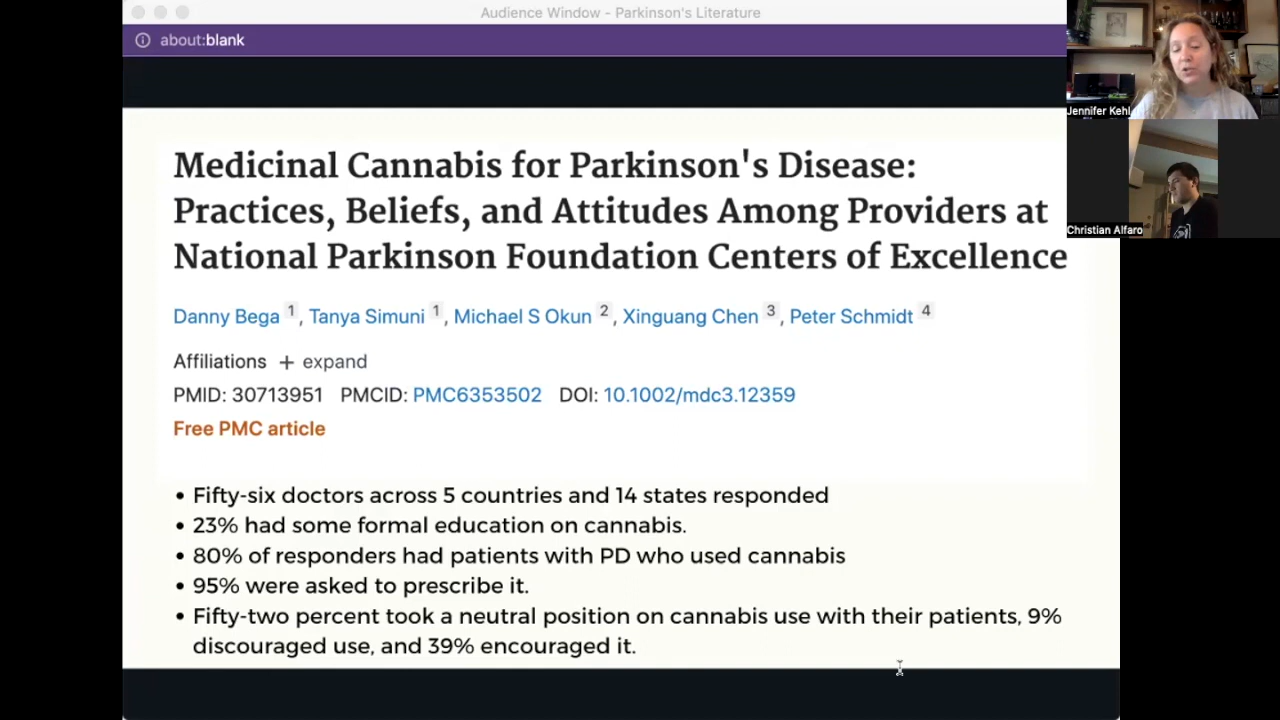 Audience Window - Parkinson's Literature
about:blank
Medicinal Cannabis for Parkinson's Disease:
Practices, Beliefs, and Attitudes Among Providers at
National Parkinson Foundation Centers of Excellence
Danny Bega 1, Tanya Simuni 1, Michael S Okun 2, Xinguang Chen 3, Peter Schmidt 4
Affiliations + expand
PMID: 30713951 PMCID: PMC6353502 DOI: 10.1002/mdc3.12359
Free PMC article
• Fifty-six doctors across 5 countries and 14 states responded
• 23% had some formal education on cannabis.
• 80% of responders had patients with PD who used cannabis
• 95% were asked to prescribe it.
• Fifty-two percent took a neutral position on cannabis use with their patients, 9%
discouraged use, and 39% encouraged it.
Jennifer Kehl
Christian Alfaro